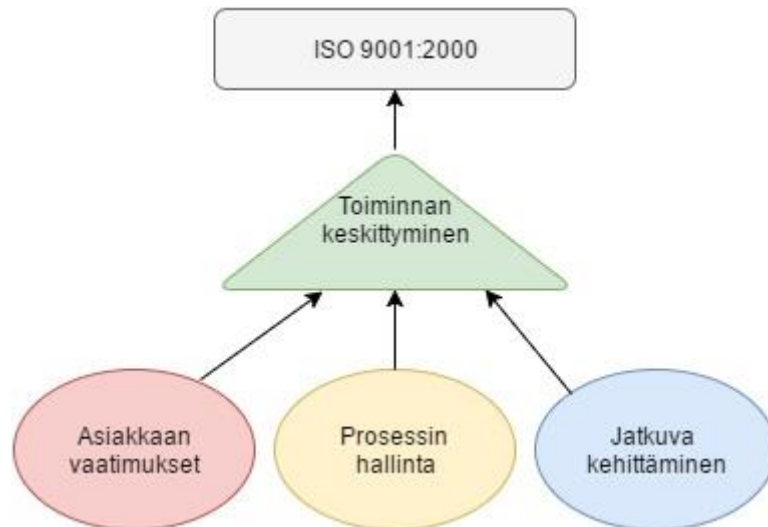 ISO 9001:2000
Toiminnan
keskittyminen
Asiakkaan
vaatimukset
Prosessin
hallinta
Jatkuva
kehittäminen